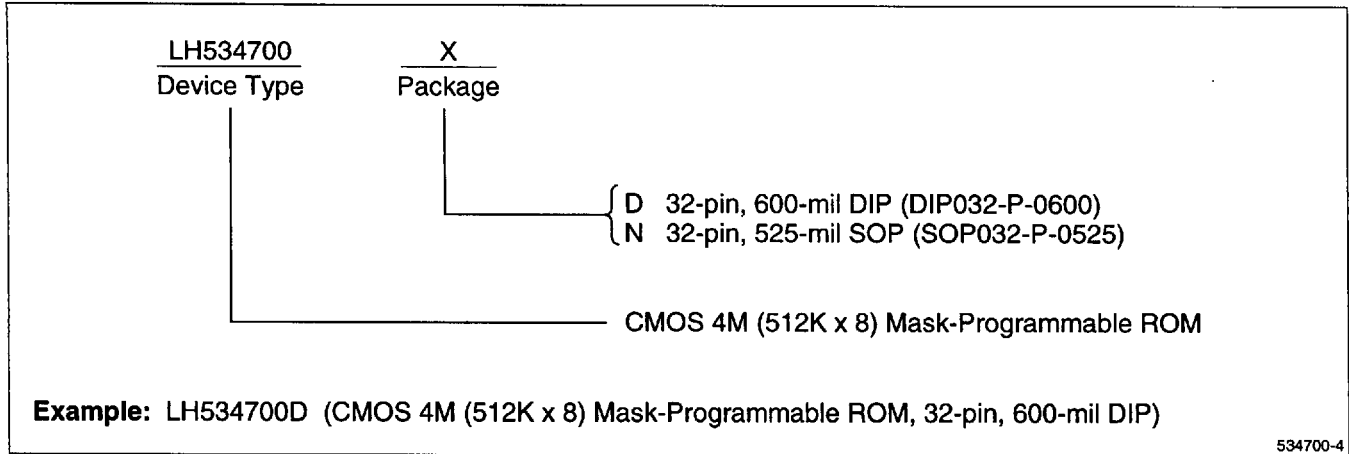 LH534700 X
Device Type Package
D 32-pin, 600-mil DIP (DIP032-P-0600)
N 32-pin, 525-mil SOP (SOP032-P-0525)
CMOS 4M (512K x 8) Mask-Programmable ROM
Example: LH534700D (CMOS 4M (512K x 8) Mask-Programmable ROM, 32-pin, 600-mil DIP)
534700-4